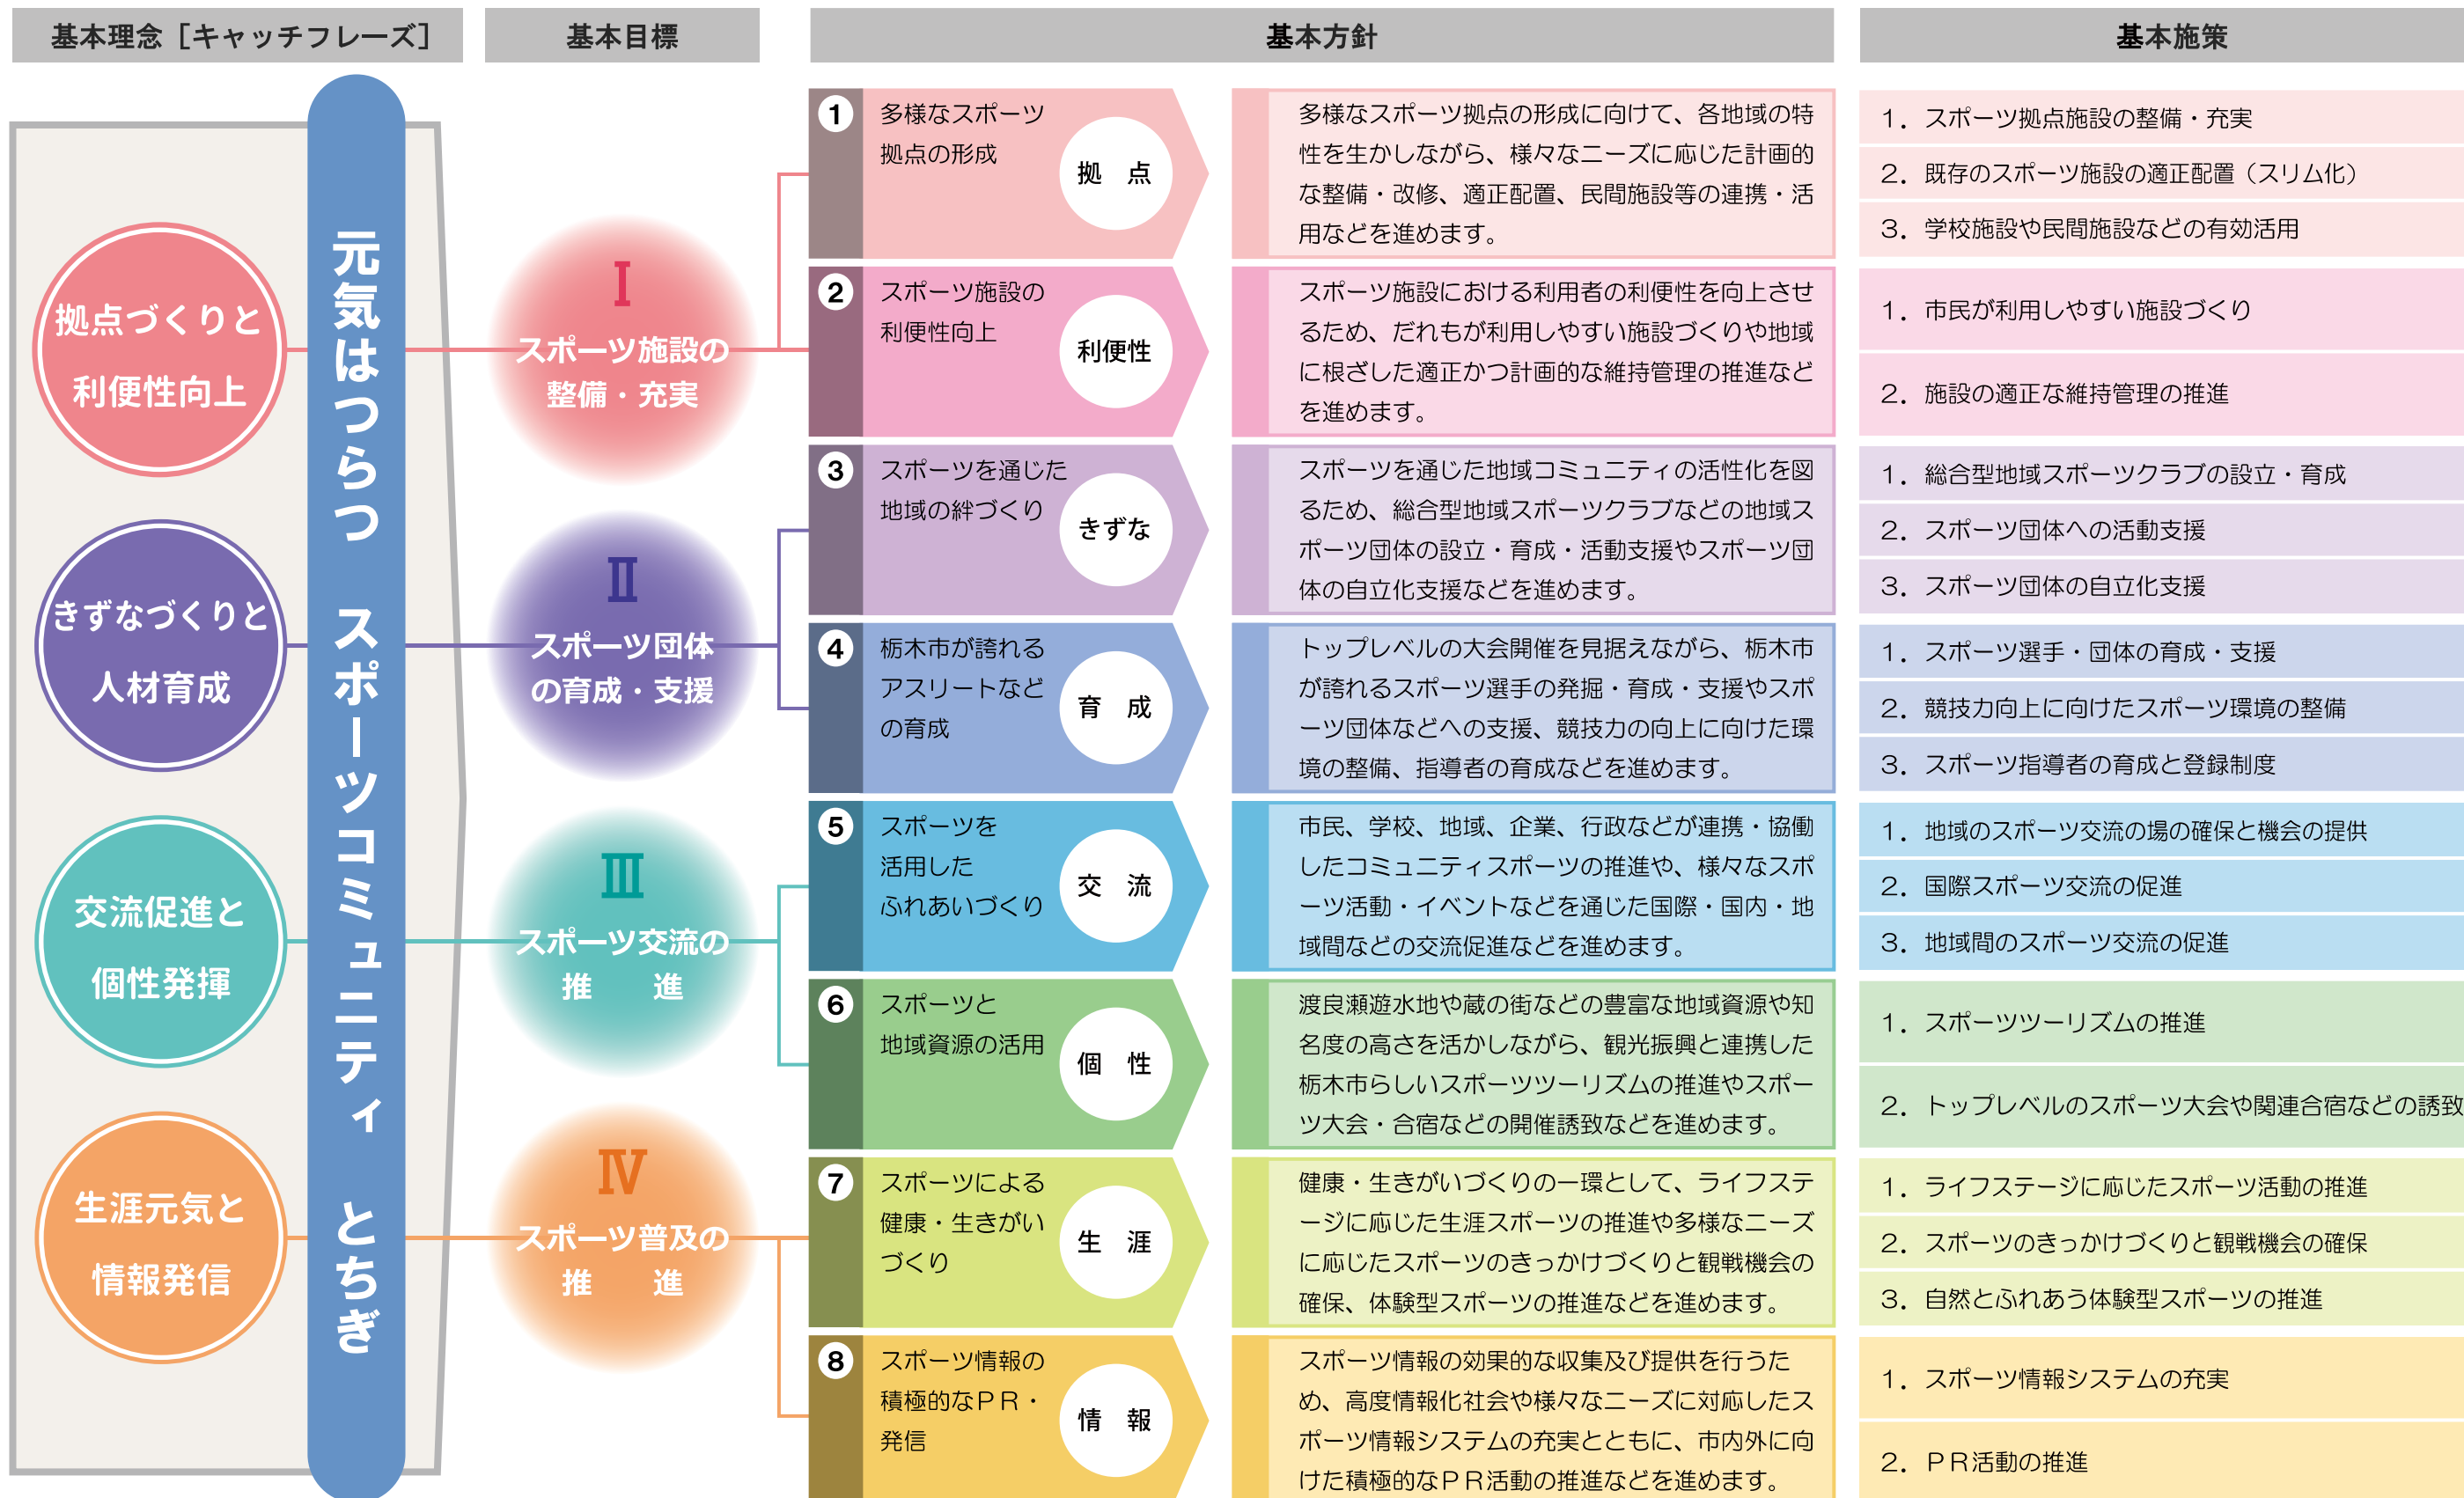 基本理念［キャッチフレーズ］
基本目標
基本方針
基本施策
拠点づくりと
利便性向上
きずなづくりと
人材育成
交流促進と
個性発揮
生涯元気と
情報発信
元気はつらつ　スポーツコミュニティ　とちぎ
Ⅰ
スポーツ施設の
整備・充実
Ⅱ
スポーツ団体
の育成・支援
Ⅲ
スポーツ交流の
推　　進
Ⅳ
スポーツ普及の
推　　進
1
多様なスポーツ
拠点の形成
拠　点
多様なスポーツ拠点の形成に向けて、各地域の特
性を生かしながら、様々なニーズに応じた計画的
な整備・改修、適正配置、民間施設等の連携・活
用などを進めます。
1．スポーツ拠点施設の整備・充実
2．既存のスポーツ施設の適正配置（スリム化）
3．学校施設や民間施設などの有効活用
2
スポーツ施設の
利便性向上
利便性
スポーツ施設における利用者の利便性を向上させ
るため、だれもが利用しやすい施設づくりや地域
に根ざした適正かつ計画的な維持管理の推進など
を進めます。
1．市民が利用しやすい施設づくり
2．施設の適正な維持管理の推進
3
スポーツを通じた
地域の絆づくり
きずな
スポーツを通じた地域コミュニティの活性化を図
るため、総合型地域スポーツクラブなどの地域ス
ポーツ団体の設立・育成・活動支援やスポーツ団
体の自立化支援などを進めます。
1．総合型地域スポーツクラブの設立・育成
2．スポーツ団体への活動支援
3．スポーツ団体の自立化支援
4
栃木市が誇れる
アスリートなど
の育成
育　成
トップレベルの大会開催を見据えながら、栃木市
が誇れるスポーツ選手の発掘・育成・支援やスポ
ーツ団体などへの支援、競技力の向上に向けた環
境の整備、指導者の育成などを進めます。
1．スポーツ選手・団体の育成・支援
2．競技力向上に向けたスポーツ環境の整備
3．スポーツ指導者の育成と登録制度
5
スポーツを
活用した
ふれあいづくり
交　流
市民、学校、地域、企業、行政などが連携・協働
したコミュニティスポーツの推進や、様々なスポ
ーツ活動・イベントなどを通じた国際・国内・地
域間などの交流促進などを進めます。
1．地域のスポーツ交流の場の確保と機会の提供
2．国際スポーツ交流の促進
3．地域間のスポーツ交流の促進
6
スポーツと
地域資源の活用
個　性
渡良瀬遊水地や蔵の街などの豊富な地域資源や知
名度の高さを活かしながら、観光振興と連携した
栃木市らしいスポーツツーリズムの推進やスポー
ツ大会・合宿などの開催誘致などを進めます。
1．スポーツツーリズムの推進
2．トップレベルのスポーツ大会や関連合宿などの誘致
7
スポーツによる
健康・生きがい
づくり
生　涯
健康・生きがいづくりの一環として、ライフステ
ージに応じた生涯スポーツの推進や多様なニーズ
に応じたスポーツのきっかけづくりと観戦機会の
確保、体験型スポーツの推進などを進めます。
1．ライフステージに応じたスポーツ活動の推進
2．スポーツのきっかけづくりと観戦機会の確保
3．自然とふれあう体験型スポーツの推進
8
スポーツ情報の
積極的なＰＲ・
発信
情　報
スポーツ情報の効果的な収集及び提供を行うた
め、高度情報化社会や様々なニーズに対応したス
ポーツ情報システムの充実とともに、市内外に向
けた積極的なＰＲ活動の推進などを進めます。
1．スポーツ情報システムの充実
2．ＰＲ活動の推進